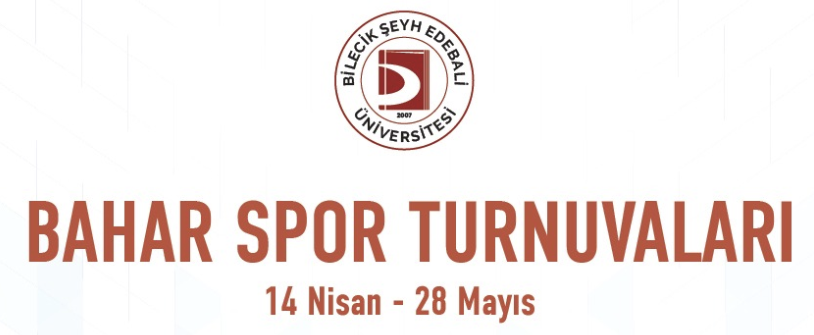 BİLECİK ŞEYH EDEBALİ
2007
ÜNİVERSİTESİ
BAHAR SPOR TURNUVALARI
14 Nisan - 28 Mayıs